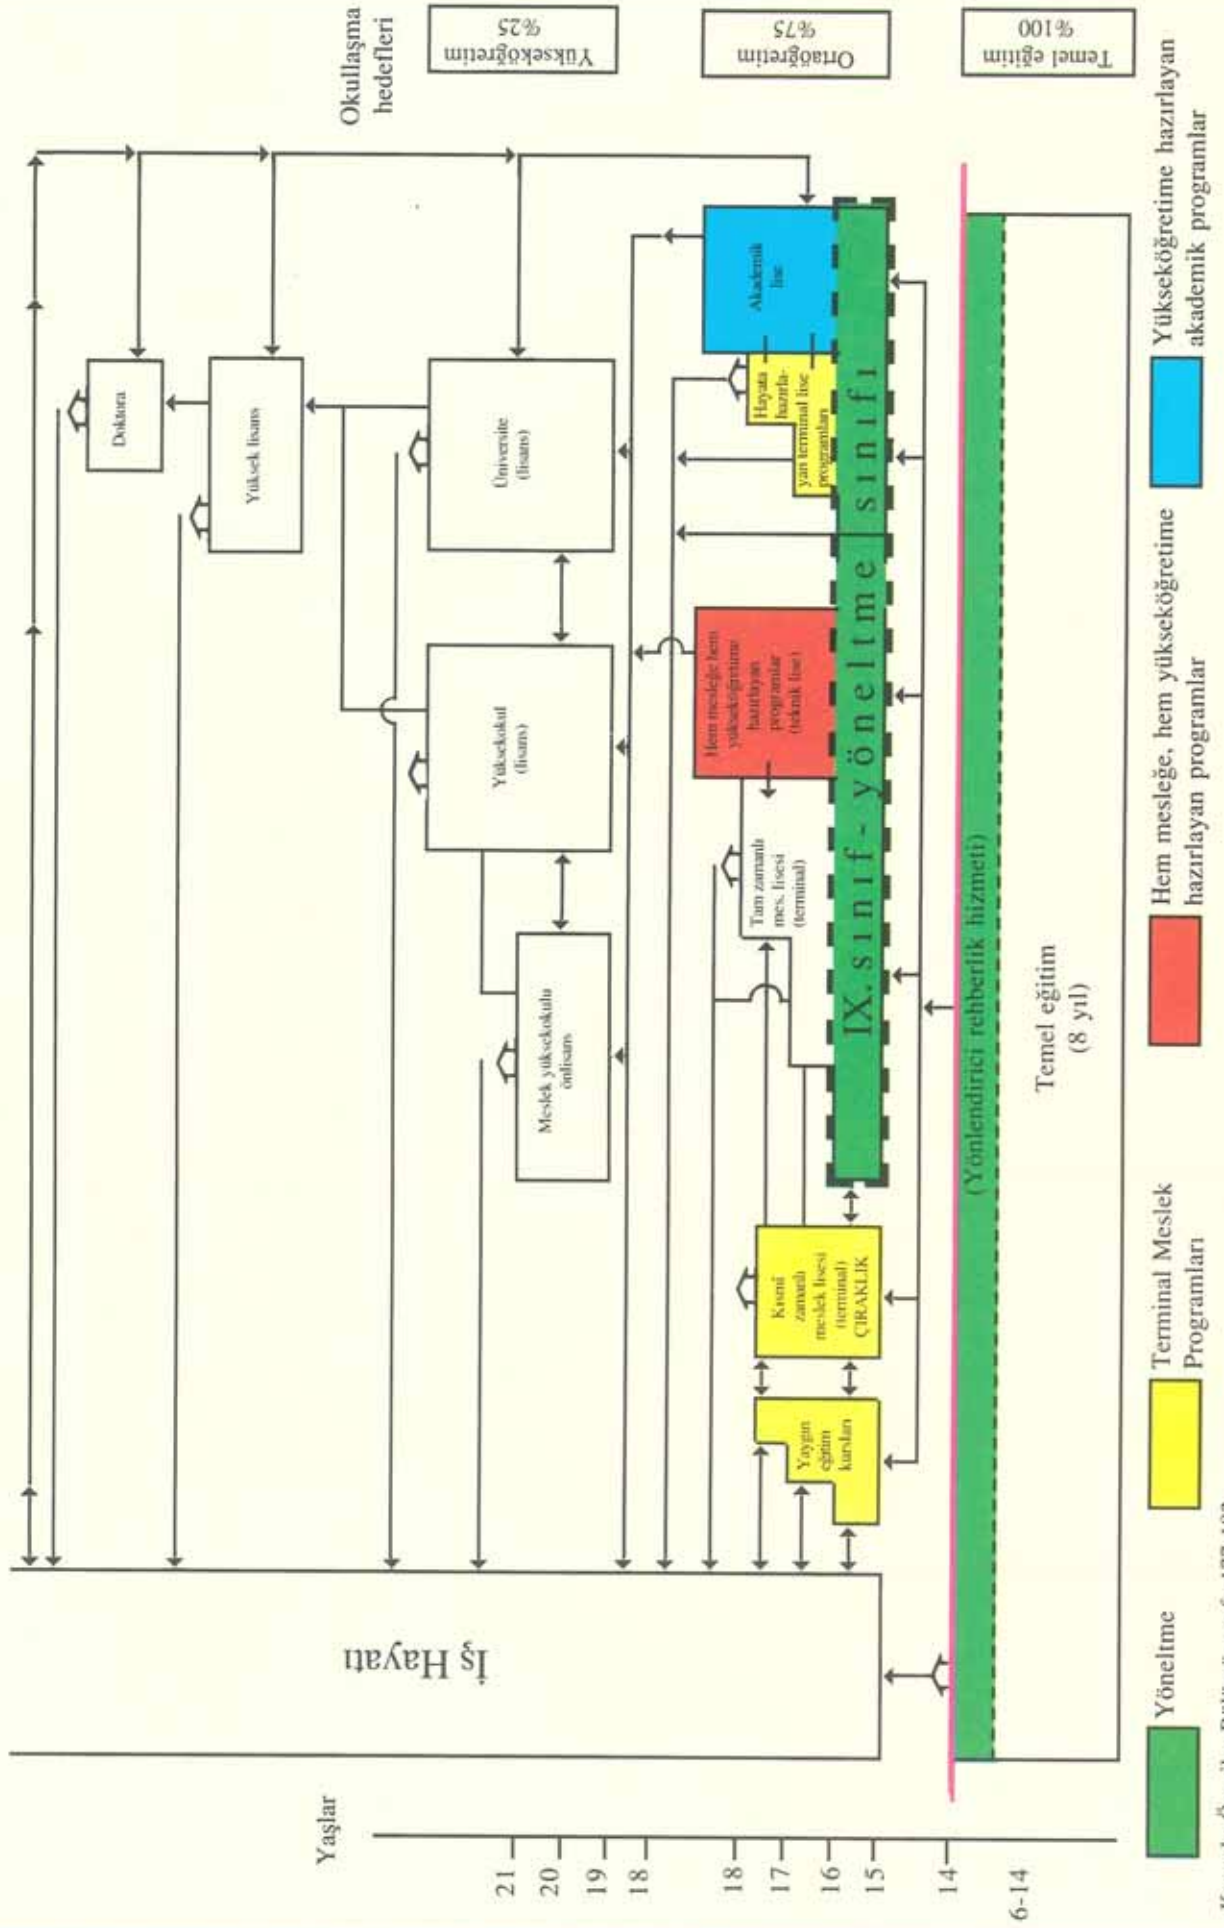 Okullaşma
hedefleri
Yükseköğretim
%25
Ortaöğretim
%75
Temel eğitim
%100
Doktora
Yüksek lisans
Üniversite
(lisans)
Yüksekokul
(lisans)
Meslek yüksekokulu
önlisans
Akademik
lise
Hayata
hazırla-
yan terminal lise
programları
Hem mesleğe hem
yükseköğretime
hazırlayan
programlar
(teknik lise)
Tam zamanlı
mes. lisesi
(terminal)
IX. sınıf - yöneltme sınıfı
Kısmi
zamanlı
meslek lisesi
(terminal)
ÇIRAKLIK
Yaygın
eğitim
kursları
İş Hayatı
(Yönlendirici rehberlik hizmeti)
Temel eğitim
(8 yıl)
Yaşlar
21
20
19
18
18
17
16
15
14
6-14
Yöneltme
Terminal Meslek
Programları
Hem mesleğe, hem yükseköğretime
hazırlayan programlar
Yükseköğretime hazırlayan
akademik programlar